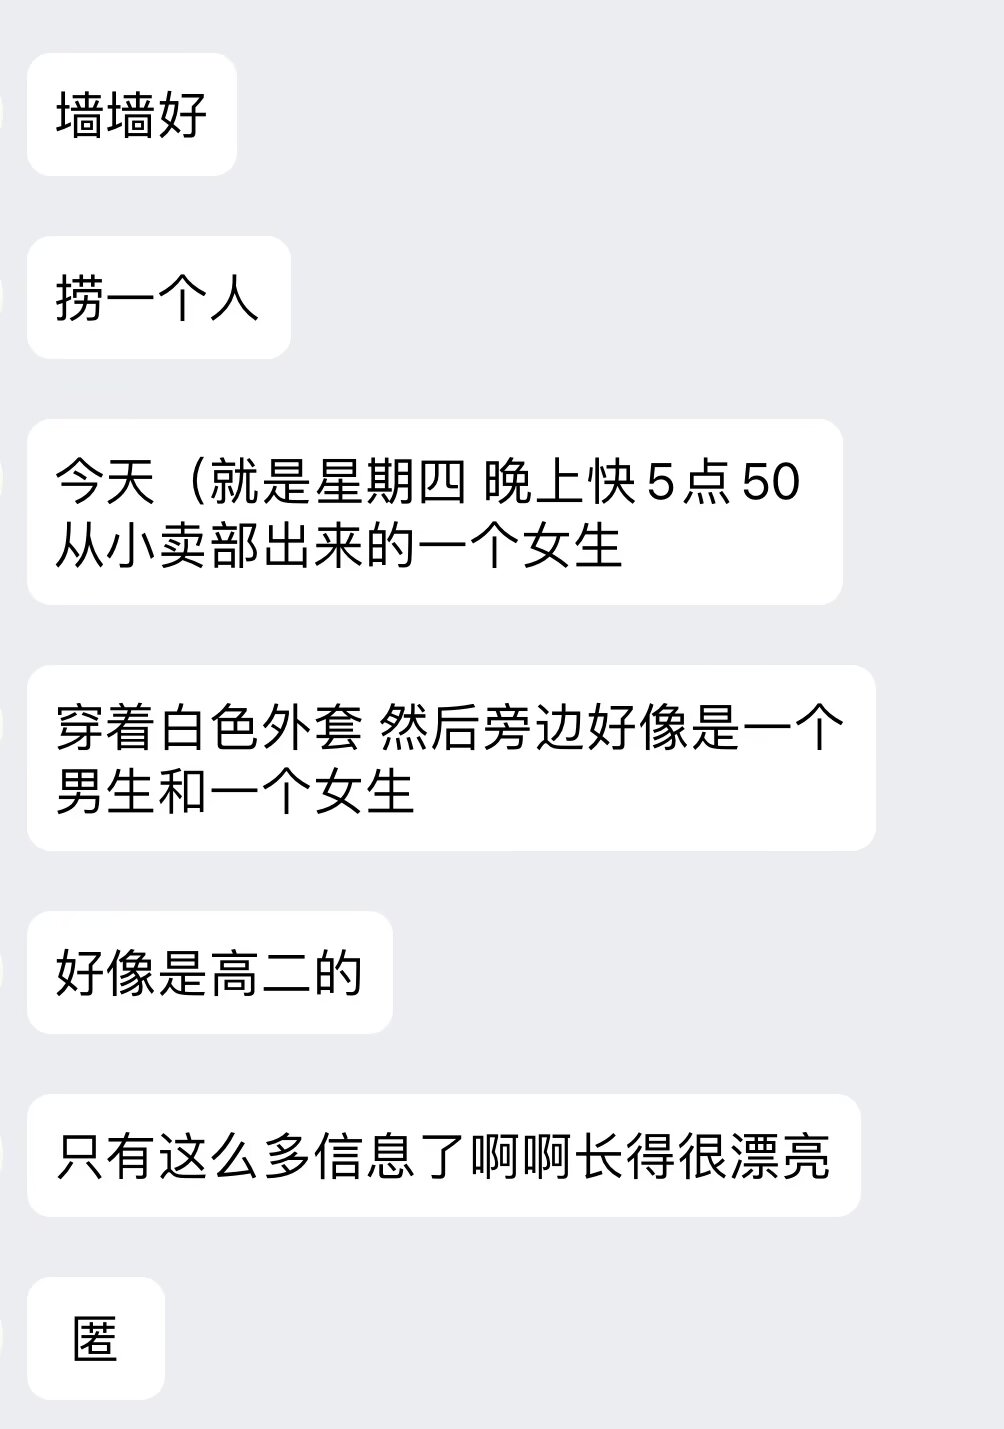 墙墙好
捞一个人
今天（就是星期四 晚上快5点50
从小卖部出来的一个女生
穿着白色外套 然后旁边好像是一个
男生和一个女生
好像是高二的
只有这么多信息了啊啊长得很漂亮
匿